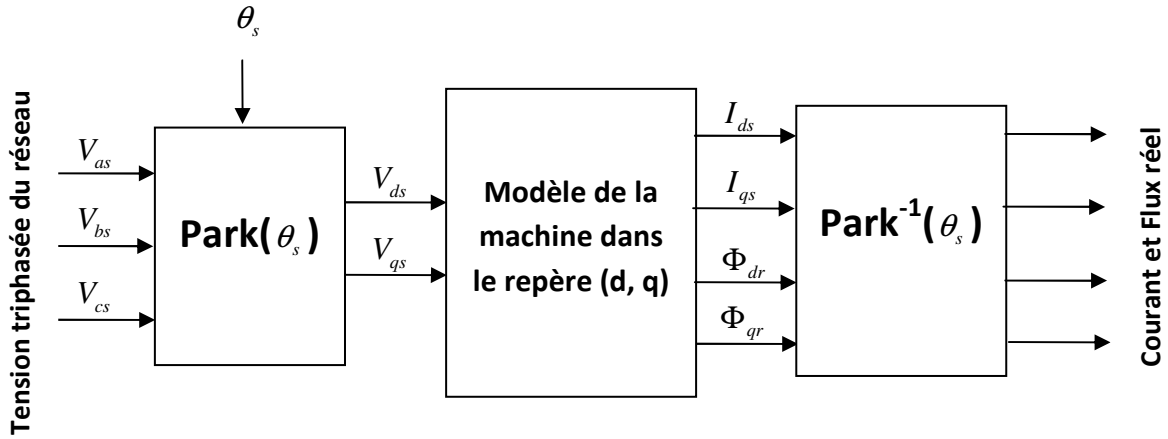 Tension triphasée du réseau
θs
Vas
Vbs
Vcs
Park(θs)
Vds
Vqs
Modèle de la
machine dans
le repère (d, q)
Ids
Iqs
Φdr
Φqr
Park-1(θs)
Courant et Flux réel